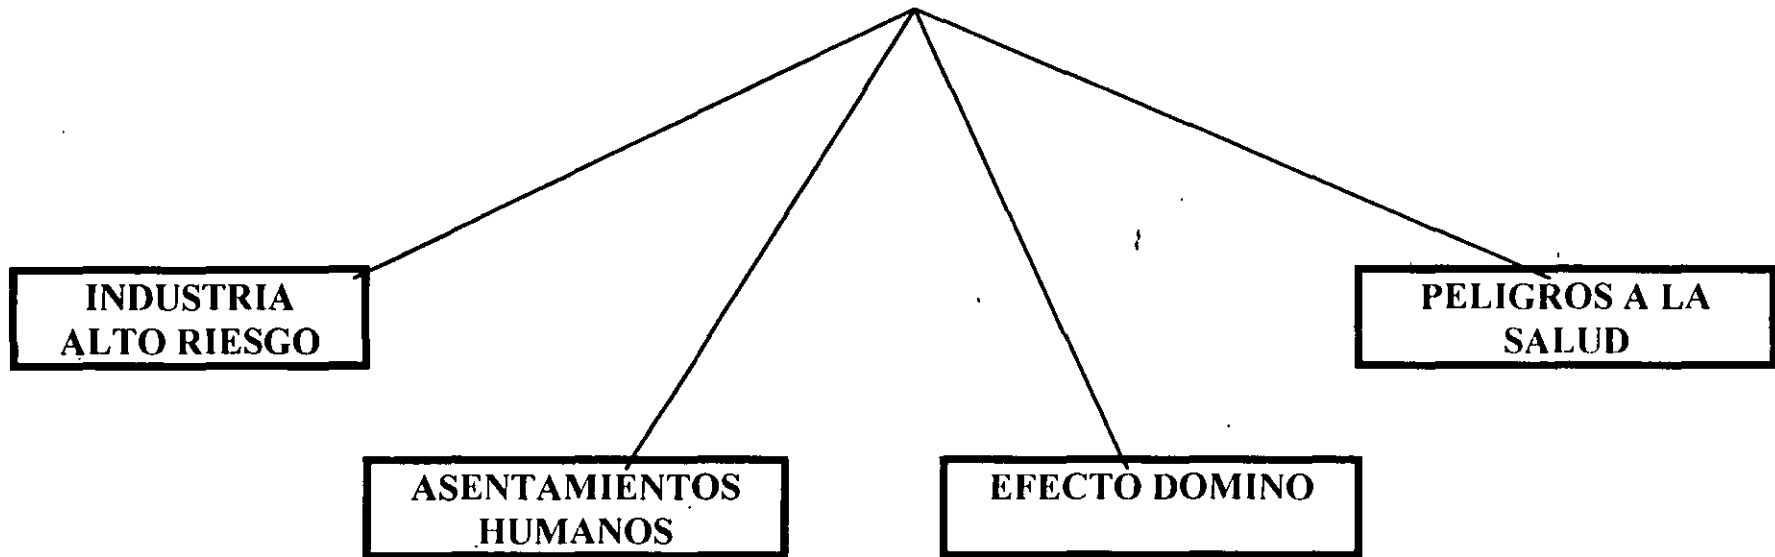 INDUSTRIA
ALTO RIESGO
PELIGROS A LA
SALUD
ASENTAMIENTOS
HUMANOS
EFECTO DOMINO